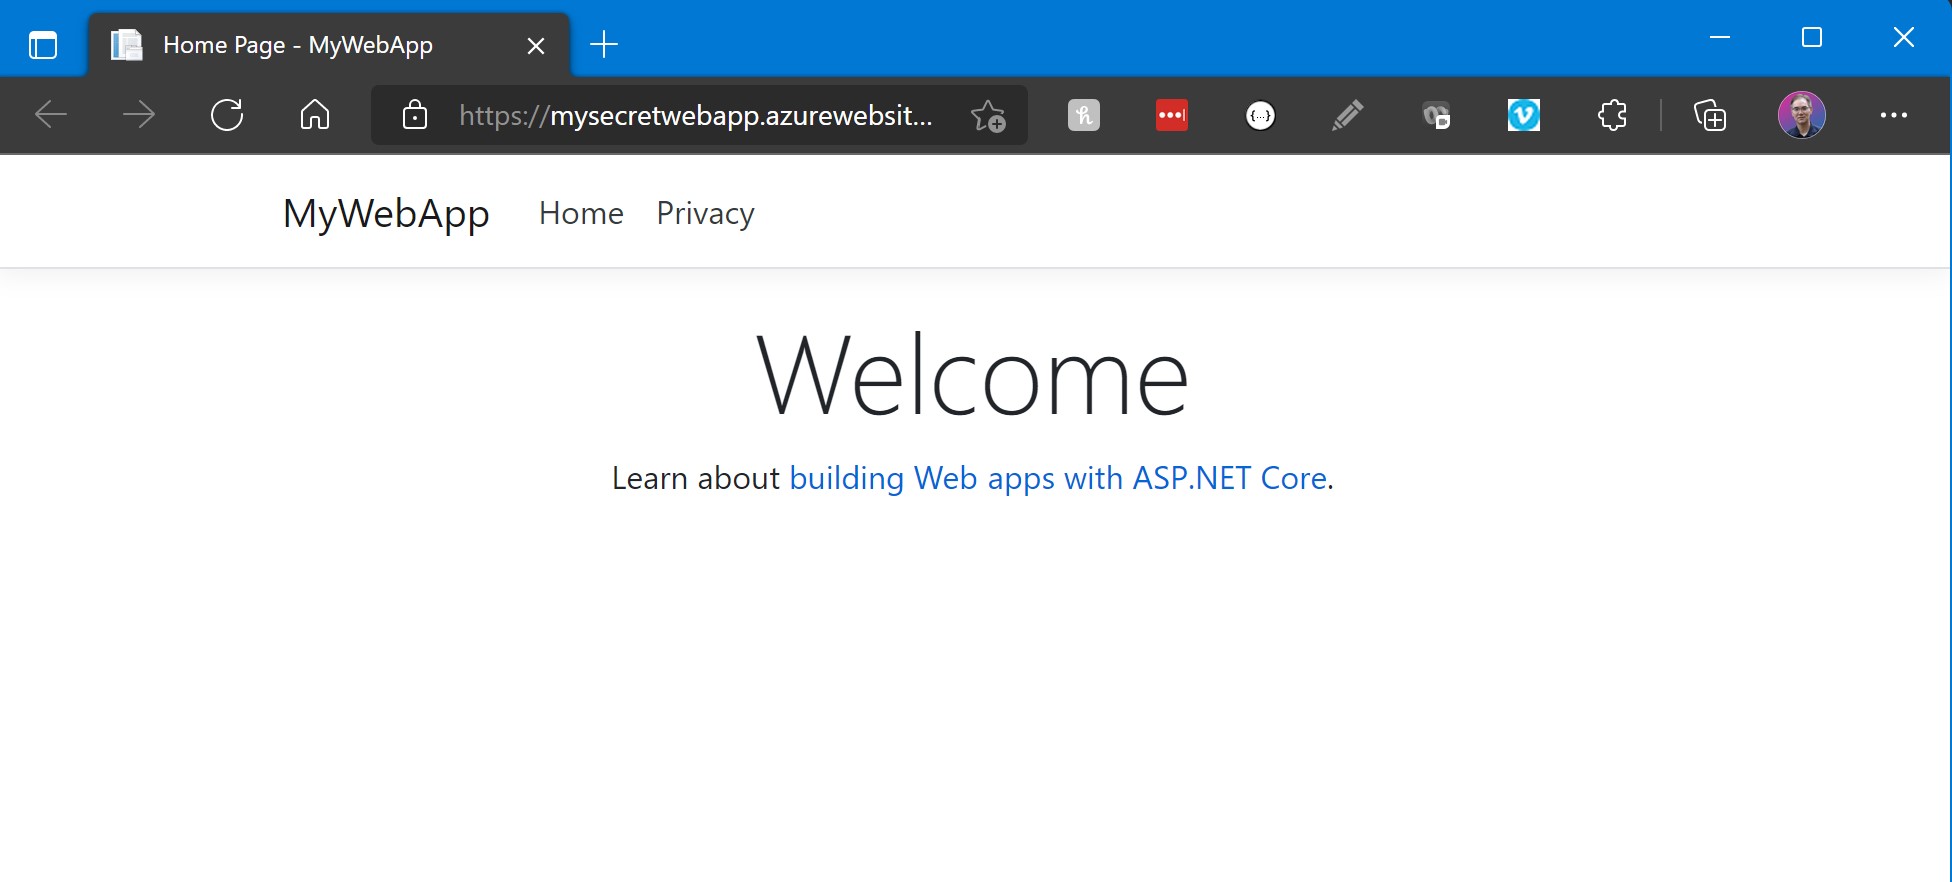 Home Page - MyWebApp
https://mysecretwebapp.azurewebsit...
MyWebApp Home Privacy
Welcome
Learn about building Web apps with ASP.NET Core.